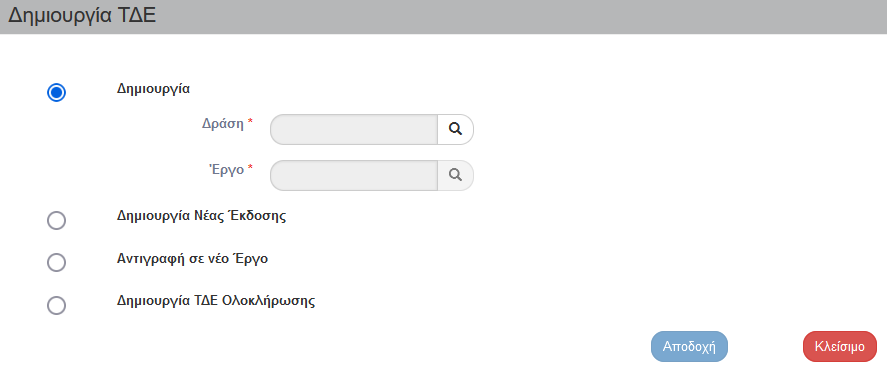 Δημιουργία ΤΔΕ
Δημιουργία
Δράση *
Έργο *
Δημιουργία Νέας Έκδοσης
Αντιγραφή σε νέο Έργο
Δημιουργία ΤΔΕ Ολοκλήρωσης
Αποδοχή Κλείσιμο